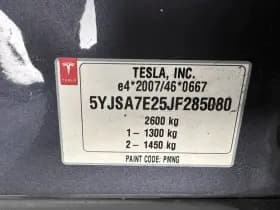 TESLA, INC.
e4*2007/46*0667
5YJSA7E25JF285080
2600 kg
1- 1300 kg
2- 1450 kg
PAINT CODE: PMNG